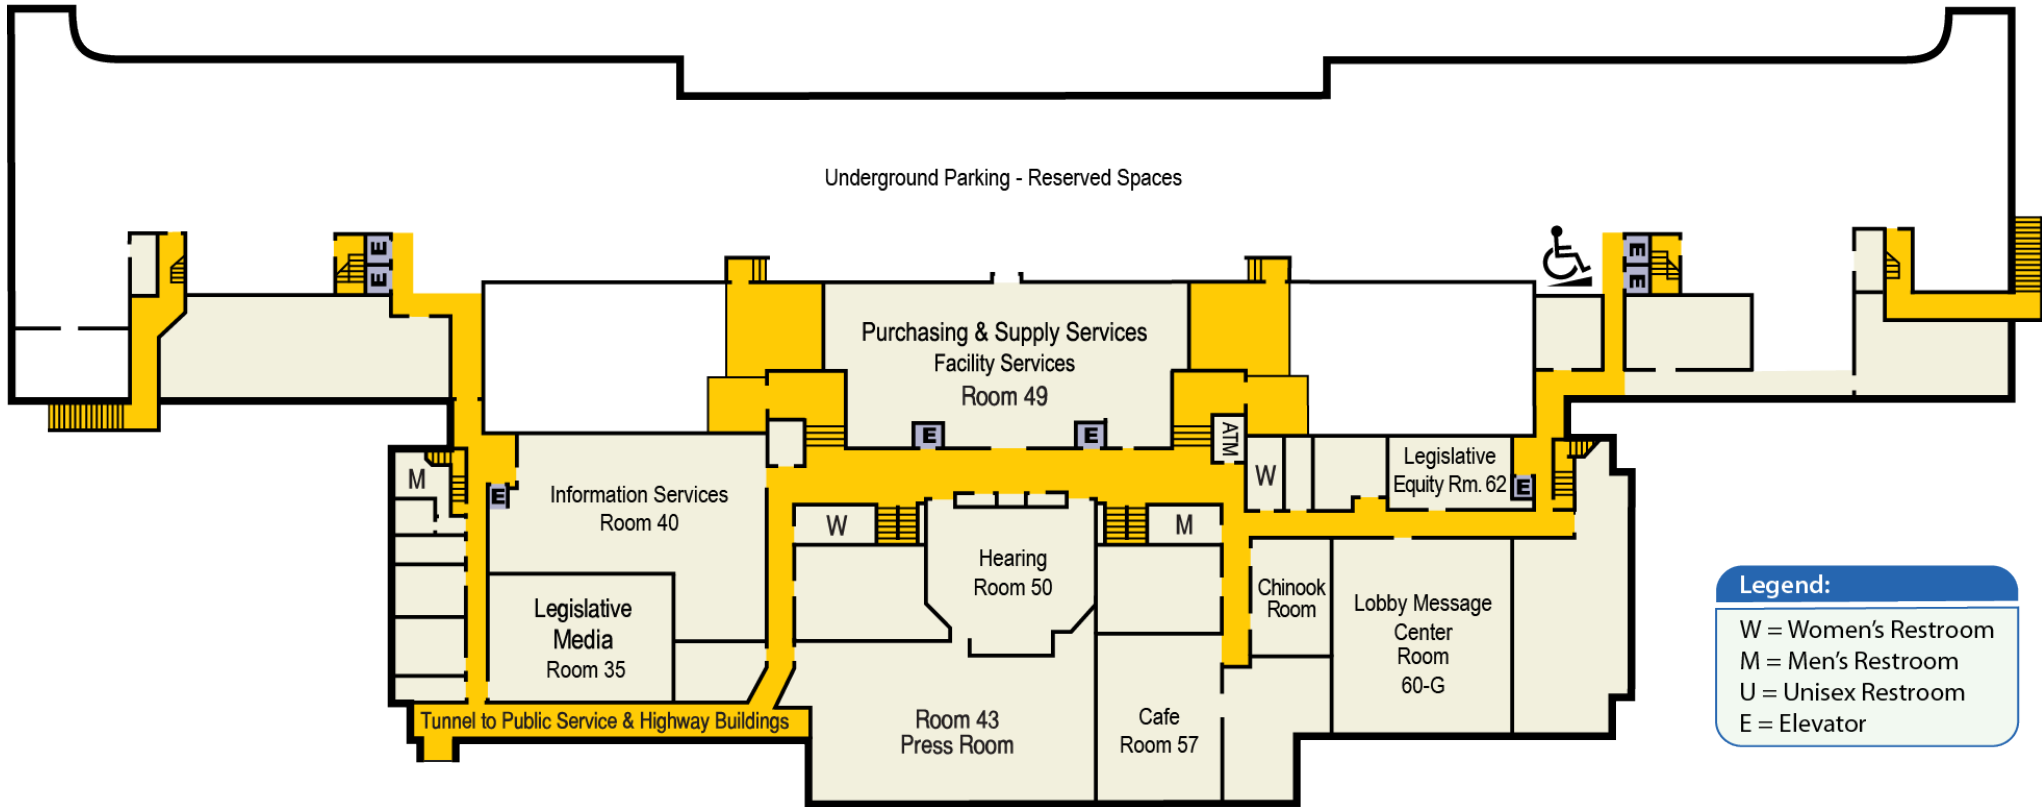 Underground Parking - Reserved Spaces
E
E
E
E
Purchasing & Supply Services
Facility Services
Room 49
E
E
ATM
M
E
Information Services
Room 40
W
W
M
Legislative
Equity Rm. 62
E
Hearing
Room 50
Chinook
Room
Legislative
Media
Room 35
Lobby Message
Center
Room
60-G
Tunnel to Public Service & Highway Buildings
Room 43
Press Room
Cafe
Room 57
Legend:
W = Women's Restroom
M = Men's Restroom
U = Unisex Restroom
E = Elevator